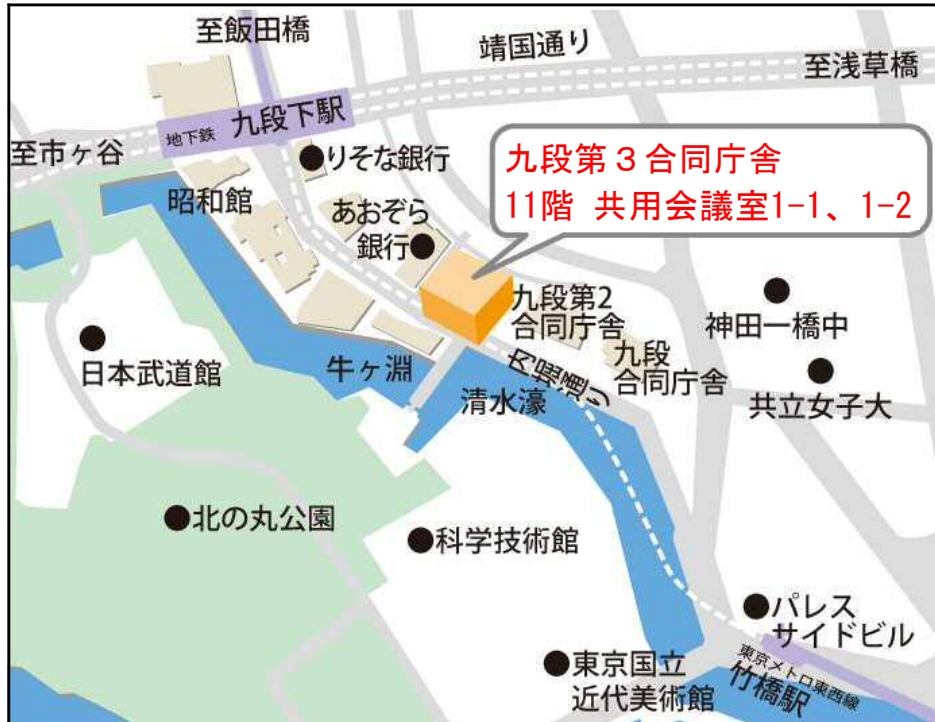 至飯田橋
靖国通り
至浅草橋
地下鉄 九段下駅
至市ヶ谷
りそな銀行
昭和館
あおぞら
銀行
九段第３合同庁舎
11階 共用会議室1-1、1-2
九段第2
合同庁舎
九段
合同庁舎
神田一橋中
共立女子大
日本武道館
牛ヶ淵
清水濠
内堀通り
北の丸公園
科学技術館
パレス
サイドビル
東京国立
近代美術館
東京メトロ東西線
竹橋駅